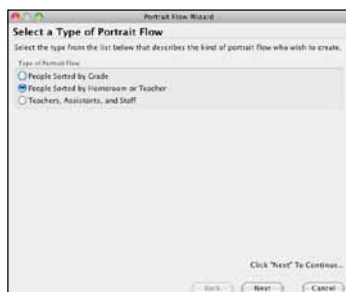 Portrait Flow Wizard
Select a Type of Portrait Flow
Select the type from the list below that describes the kind of portrait flow who wish to create.
Type of Portrait Flow
People Sorted by Grade
People Sorted by Homeroom or Teacher
Teachers, Assistants, and Staff
Click "Next" To Continue...
Back
Next
Cancel